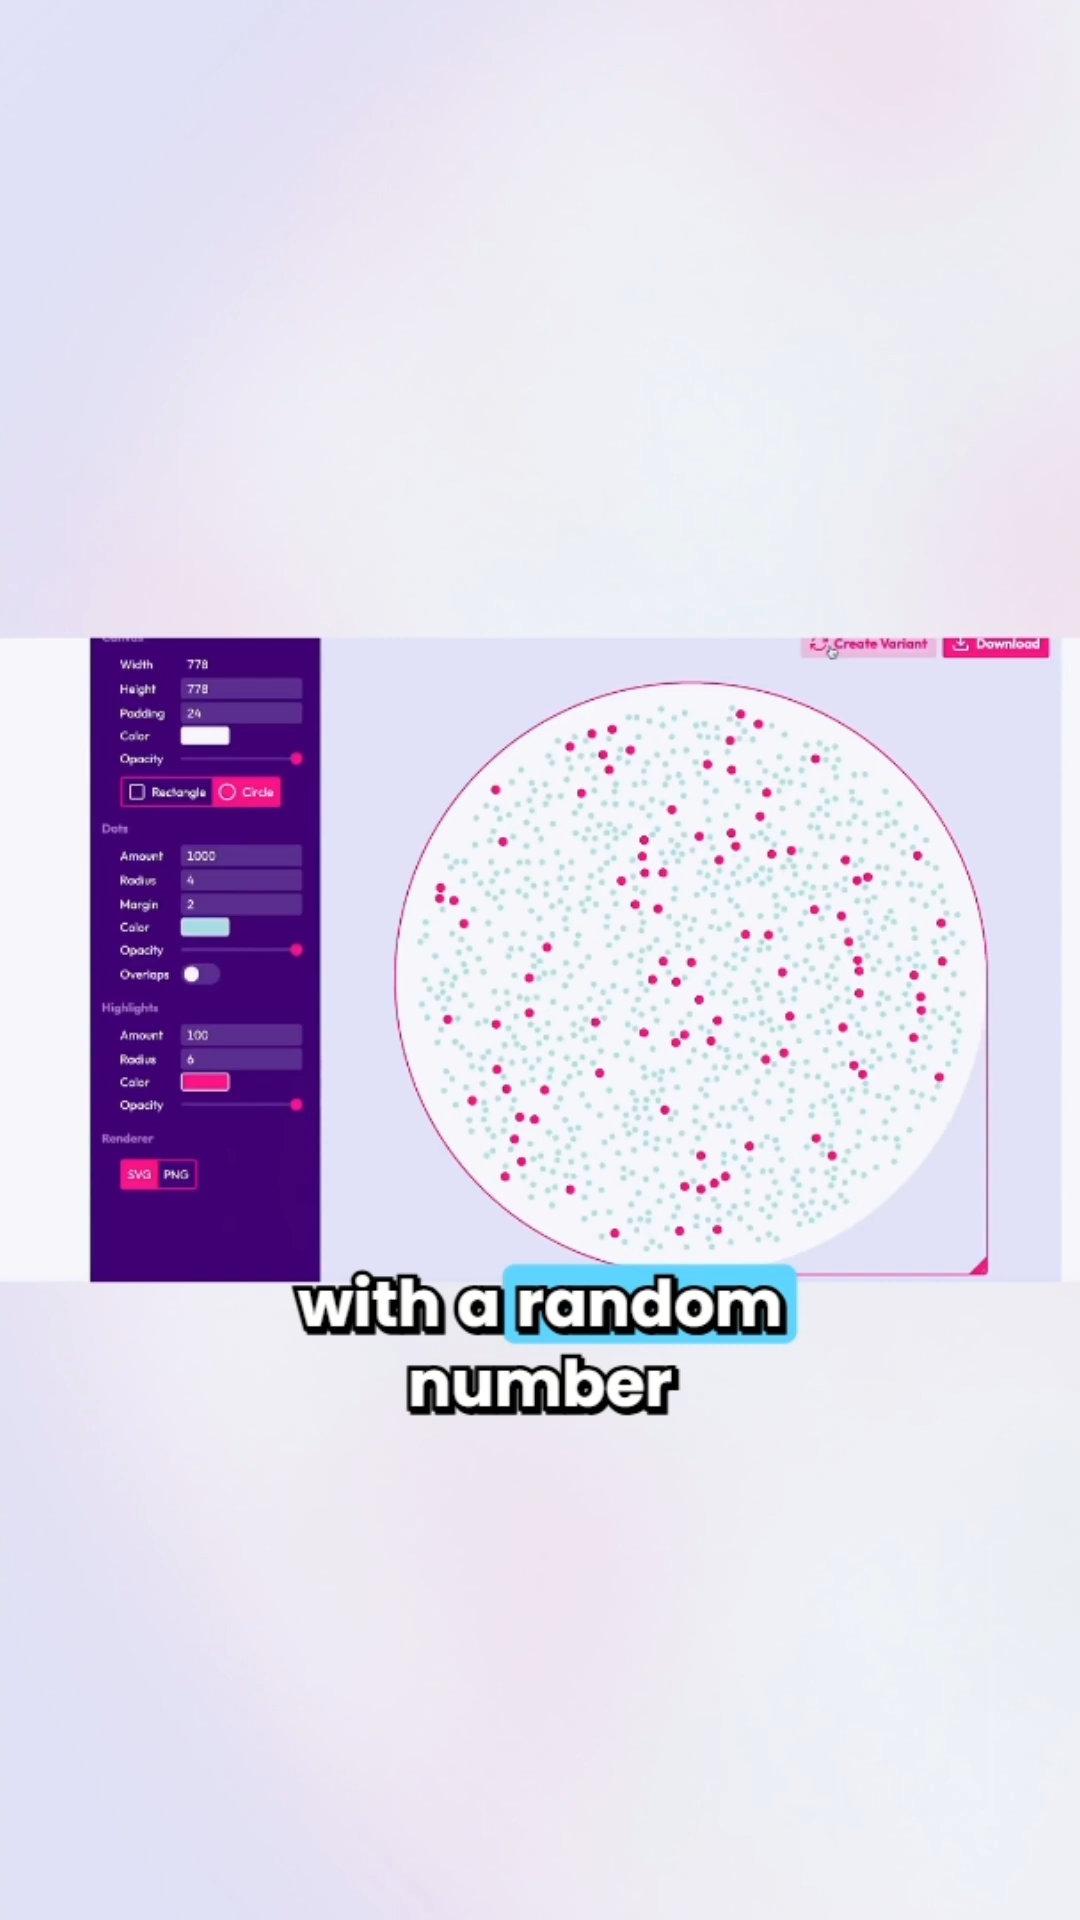 Canvas
Create Variant
Download
Width 778
Height 778
Padding 24
Color
Opacity
Rectangle Circle
Dots
Amount 1000
Radius 4
Margin 2
Color
Opacity
Overlaps
Highlights
Amount 100
Radius 6
Color
Opacity
Renderer
SVG PNG
with a random
number